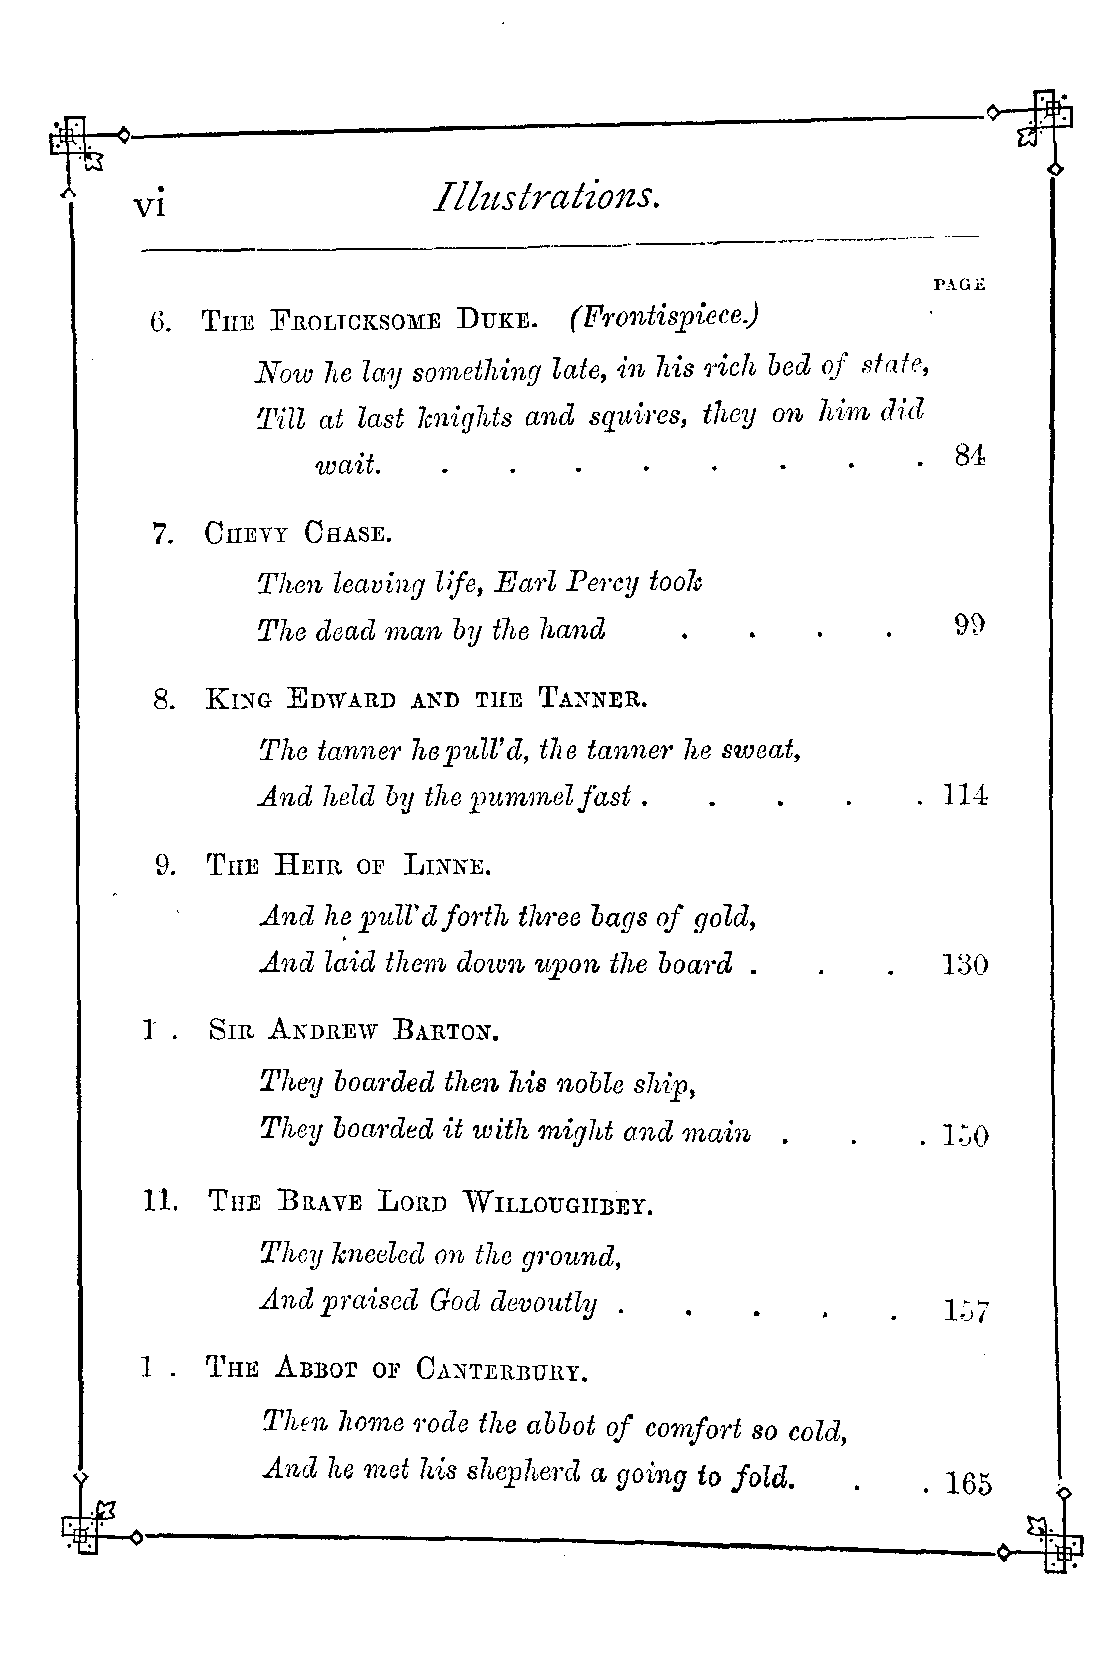 vi Illustrations.
PAGE
6. THE FROLICKSOME DUKE. (Frontispiece.)
Now he lay something late, in his rich bed of state,
Till at last knights and squires, they on him did
wait. . . . . . . . . 84
7. CHEVY CHASE.
Then leaving life, Earl Percy took
The dead man by the hand . . . . 99
8. KING EDWARD AND THE TANNER.
The tanner he pull'd, the tanner he sweat,
And held by the pummel fast . . . . . 114
9. THE HEIR OF LINNE.
And he pull'd forth three bags of gold,
And laid them down upon the board . . . 130
1 . SIR ANDREW BARTON.
They boarded then his noble ship,
They boarded it with might and main . . . 150
11. THE BRAVE LORD WILLOUGHBEY.
They kneeled on the ground,
And praised God devoutly . . . . . 157
1 . THE ABBOT OF CANTERBURY.
Then home rode the abbot of comfort so cold,
And he met his shepherd a going to fold. . . 165